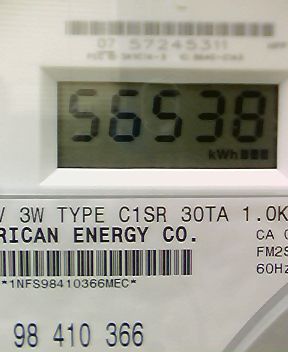 07 57245311
56538
kWh
V 3W TYPE C1SR 30TA 1.0K
RICAN ENERGY CO.
CA
FM2S
60Hz
*1NFS98410366MEC*
98 410 366